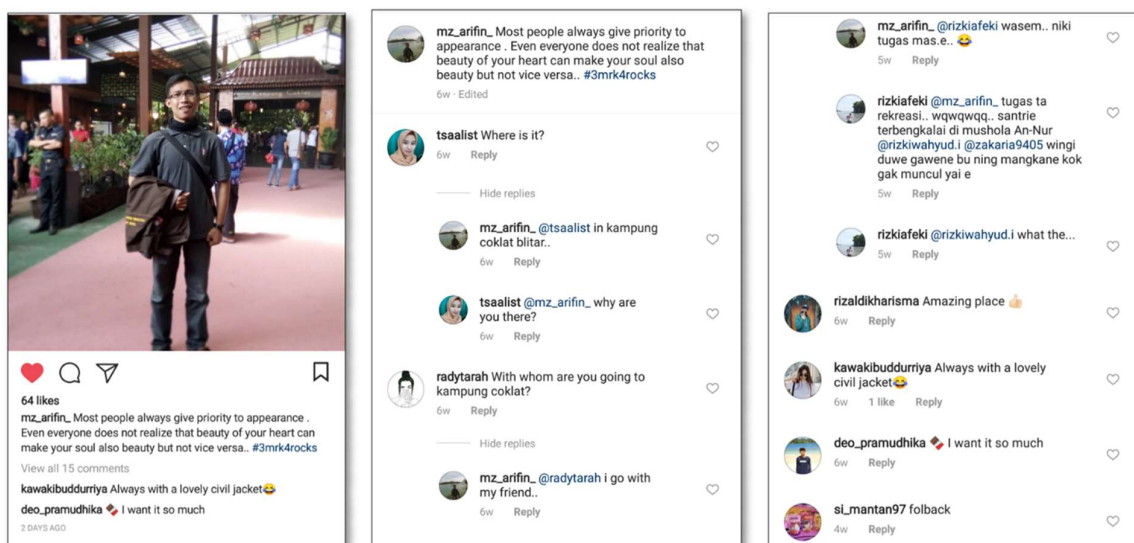 64 likes
mz_arifin_ Most people always give priority to appearance .
Even everyone does not realize that beauty of your heart can
make your soul also beauty but not vice versa.. #3mrk4rocks
View all 15 comments
kawakibuddurriya Always with a lovely civil jacket😂
deo_pramudhika 🍫 I want it so much
2 DAYS AGO
mz_arifin_ Most people always give priority to
appearance . Even everyone does not realize that
beauty of your heart can make your soul also
beauty but not vice versa.. #3mrk4rocks
6w · Edited
tsaalist Where is it?
6w Reply
Hide replies
mz_arifin_ @tsaalist in kampung
coklat blitar..
6w Reply
tsaalist @mz_arifin_ why are
you there?
6w Reply
radytarah With whom are you going to
kampung coklat?
6w Reply
Hide replies
mz_arifin_ @radytarah i go with
my friend..
6w Reply
mz_arifin_ @rizkiafeki wasem.. niki
tugas mas.e.. 😂
5w Reply
rizkiafeki @mz_arifin_ tugas ta
rekreasi.. wqwqwqq.. santrie
terbengkalai di mushola An-Nur
@rizkiwahyud.i @zakaria9405 wingi
duwe gawene bu ning mangkane kok
gak muncul yai e
5w Reply
rizkiafeki @rizkiwahyud.i what the...
5w Reply
rizaldikharisma Amazing place 👍🏻
6w Reply
kawakibuddurriya Always with a lovely
civil jacket😂
6w 1 like Reply
deo_pramudhika 🍫 I want it so much
6w Reply
si_mantan97 folback
4w Reply